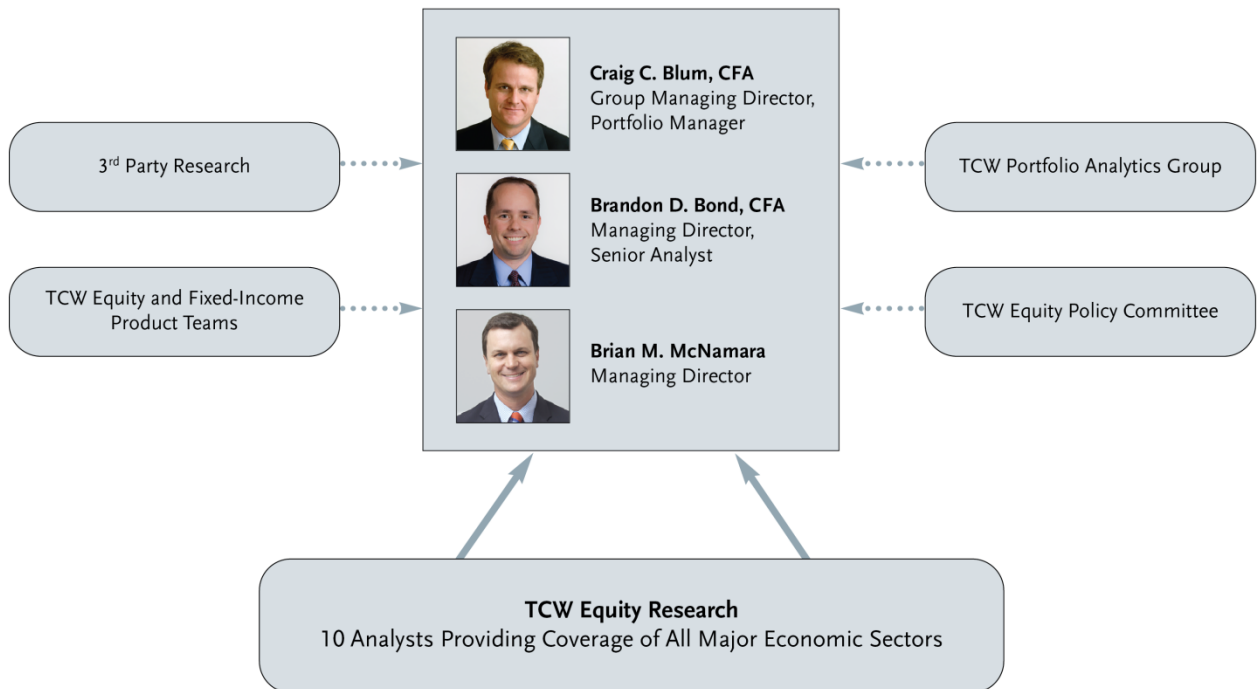 Craig C. Blum, CFA
Group Managing Director,
Portfolio Manager
3rd Party Research
TCW Portfolio Analytics Group
Brandon D. Bond, CFA
Managing Director,
Senior Analyst
TCW Equity and Fixed-Income
Product Teams
TCW Equity Policy Committee
Brian M. McNamara
Managing Director
TCW Equity Research
10 Analysts Providing Coverage of All Major Economic Sectors